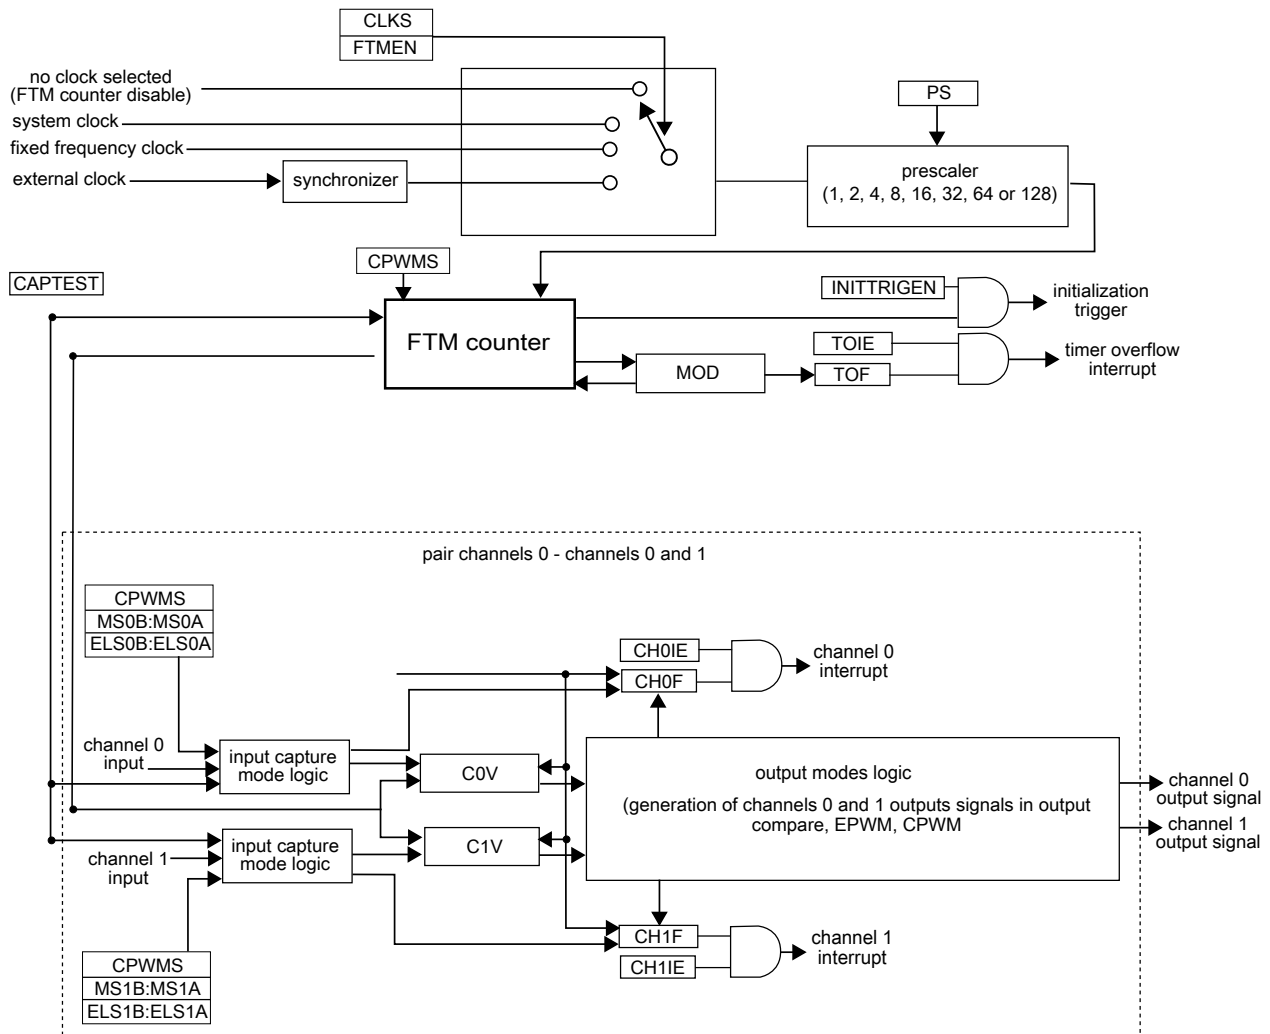 CLKS
FTMEN
no clock selected
(FTM counter disable)
system clock
fixed frequency clock
external clock
synchronizer
PS
prescaler
(1, 2, 4, 8, 16, 32, 64 or 128)
CPWMS
CAPTEST
FTM counter
INITTRIGEN
initialization
trigger
TOIE
MOD
TOF
timer overflow
interrupt
pair channels 0 - channels 0 and 1
CPWMS
MS0B:MS0A
ELS0B:ELS0A
CH0IE
CH0F
channel 0
interrupt
channel 0
input
input capture
mode logic
C0V
output modes logic
(generation of channels 0 and 1 outputs signals in output
compare, EPWM, CPWM
channel 0
output signal
channel 1
output signal
channel 1
input
input capture
mode logic
C1V
CH1F
CH1IE
channel 1
interrupt
CPWMS
MS1B:MS1A
ELS1B:ELS1A